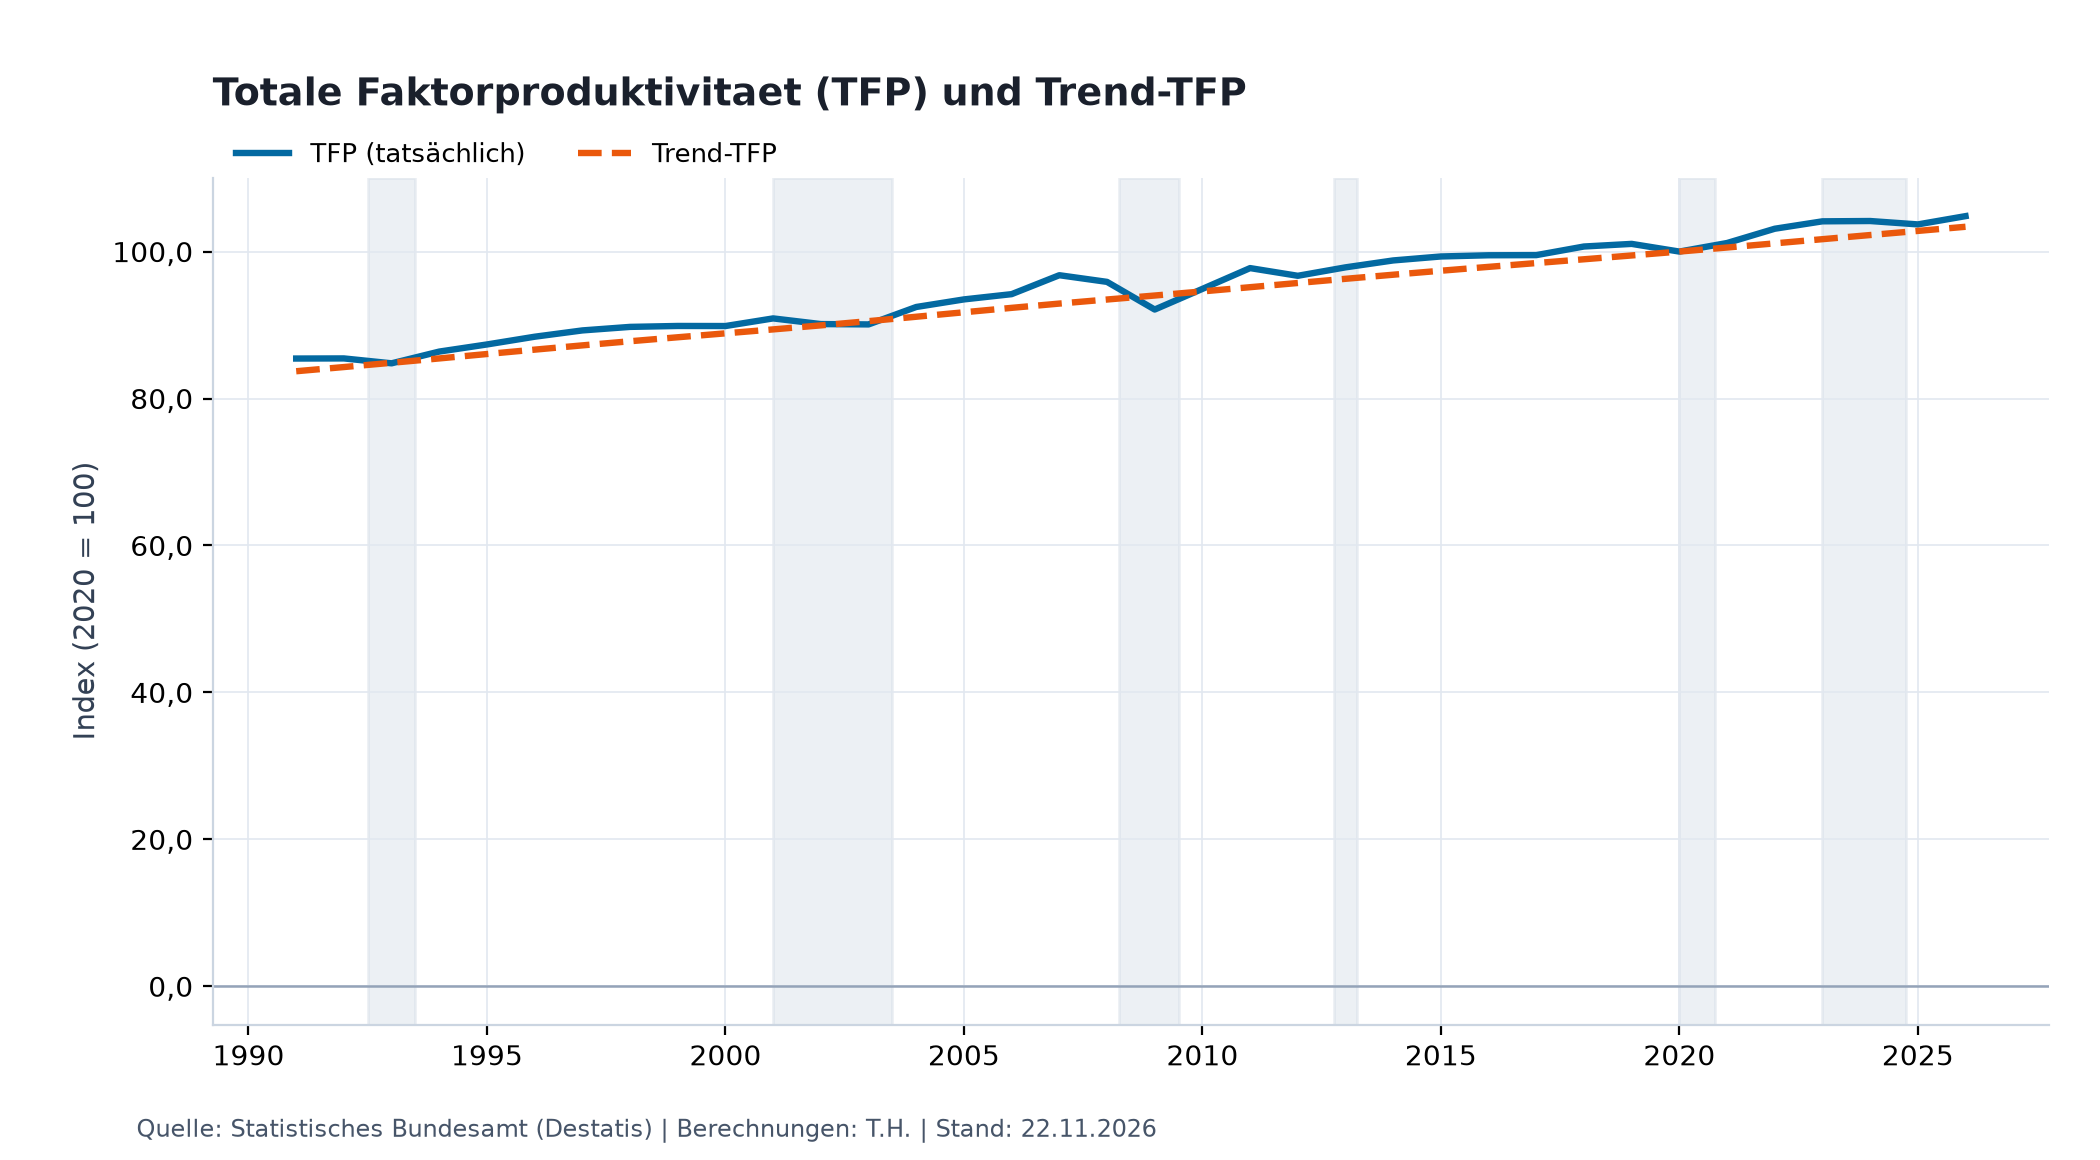 Totale Faktorproduktivitaet (TFP) und Trend-TFP
TFP (tatsächlich) Trend-TFP
Index (2020 = 100)
100,0
80,0
60,0
40,0
20,0
0,0
1990 1995 2000 2005 2010 2015 2020 2025
Quelle: Statistisches Bundesamt (Destatis) | Berechnungen: T.H. | Stand: 22.11.2026